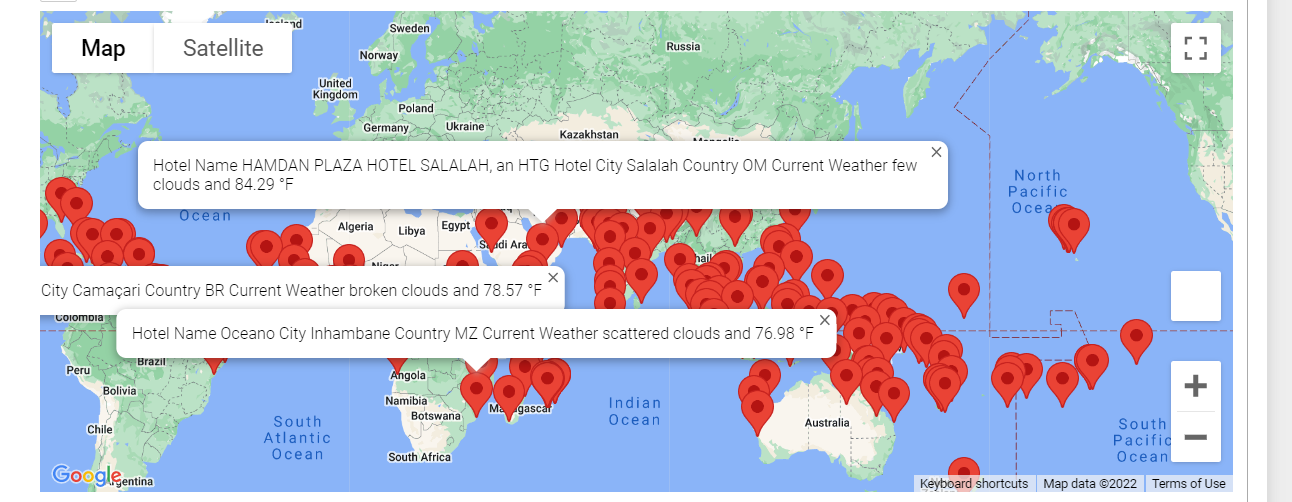 Map
Satellite
Iceland
Sweden
Norway
Russia
United
Kingdom
Poland
Germany
Ukraine
Kazakhstan
Mongolia
Hotel Name HAMDAN PLAZA HOTEL SALALAH, an HTG Hotel City Salalah Country OM Current Weather few
clouds and 84.29 °F
North
Pacific
Ocean
Ocean
Algeria
Libya
Egypt
Saudi
Niger
City Camaçari Country BR Current Weather broken clouds and 78.57 °F
Colombia
Hotel Name Oceano City Inhambane Country MZ Current Weather scattered clouds and 76.98 °F
Brazil
Peru
Bolivia
Angola
Namibia
Botswana
Madagascar
Indian
Ocean
Australia
South
Atlantic
Ocean
Chile
South Africa
South
Pacific
Ocean
Google
Argentina
Keyboard shortcuts
Map data ©2022
Terms of Use